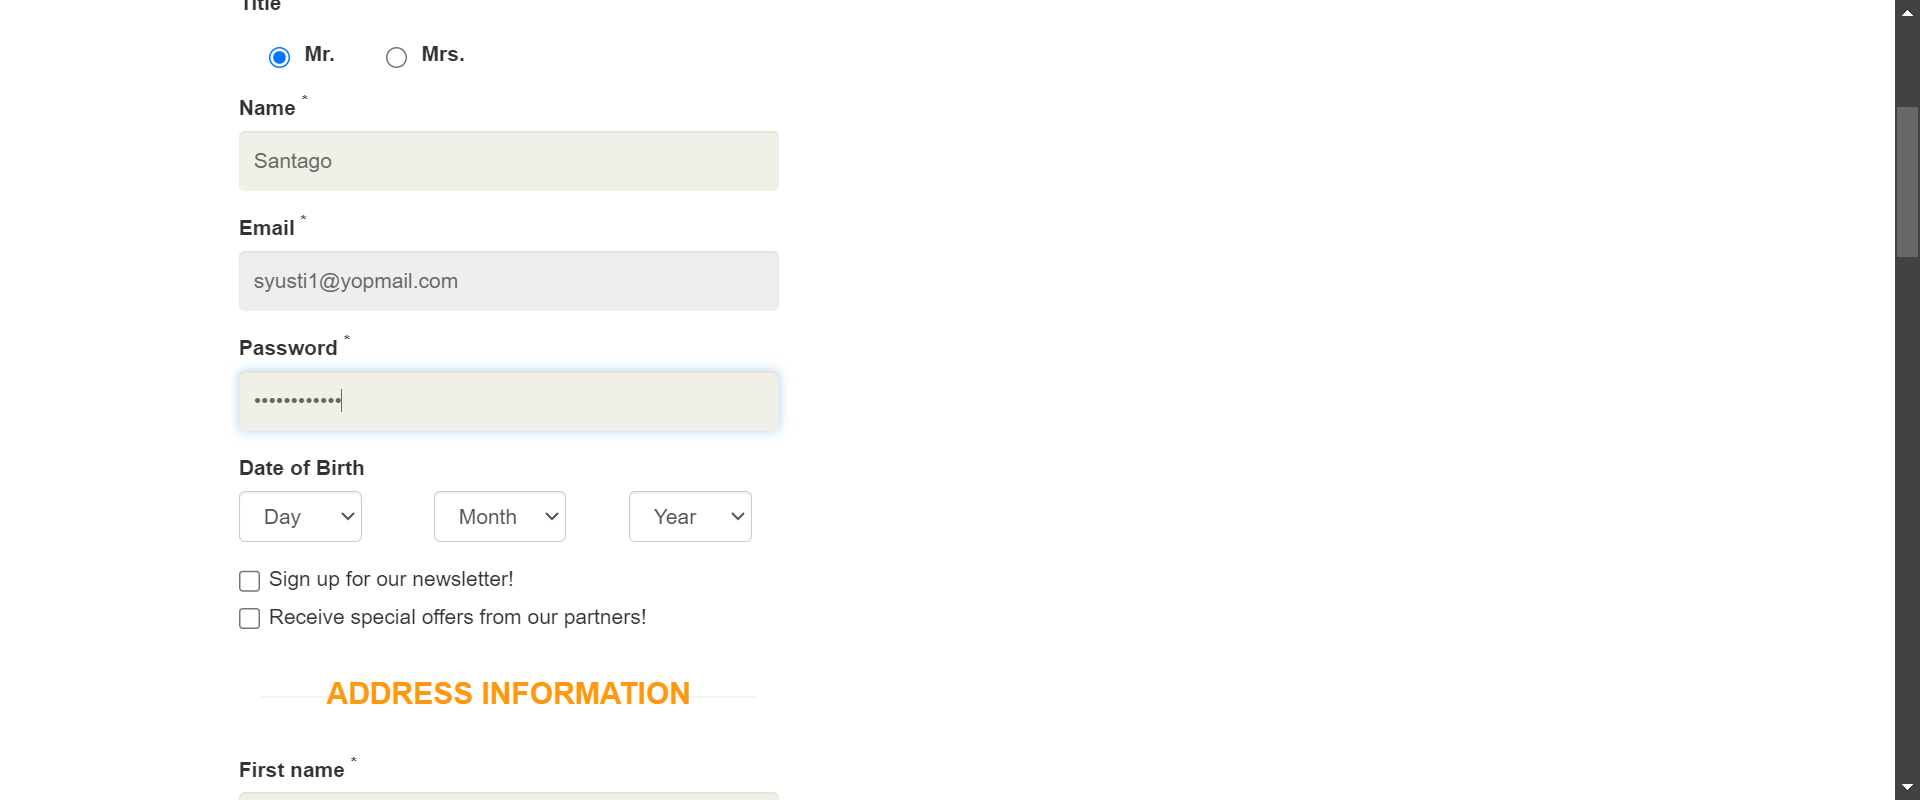 Title
Mr. Mrs.
Name *
Santago
Email *
syusti1@yopmail.com
Password *
••••••••••••
Date of Birth
Day Month Year
Sign up for our newsletter!
Receive special offers from our partners!
ADDRESS INFORMATION
First name *